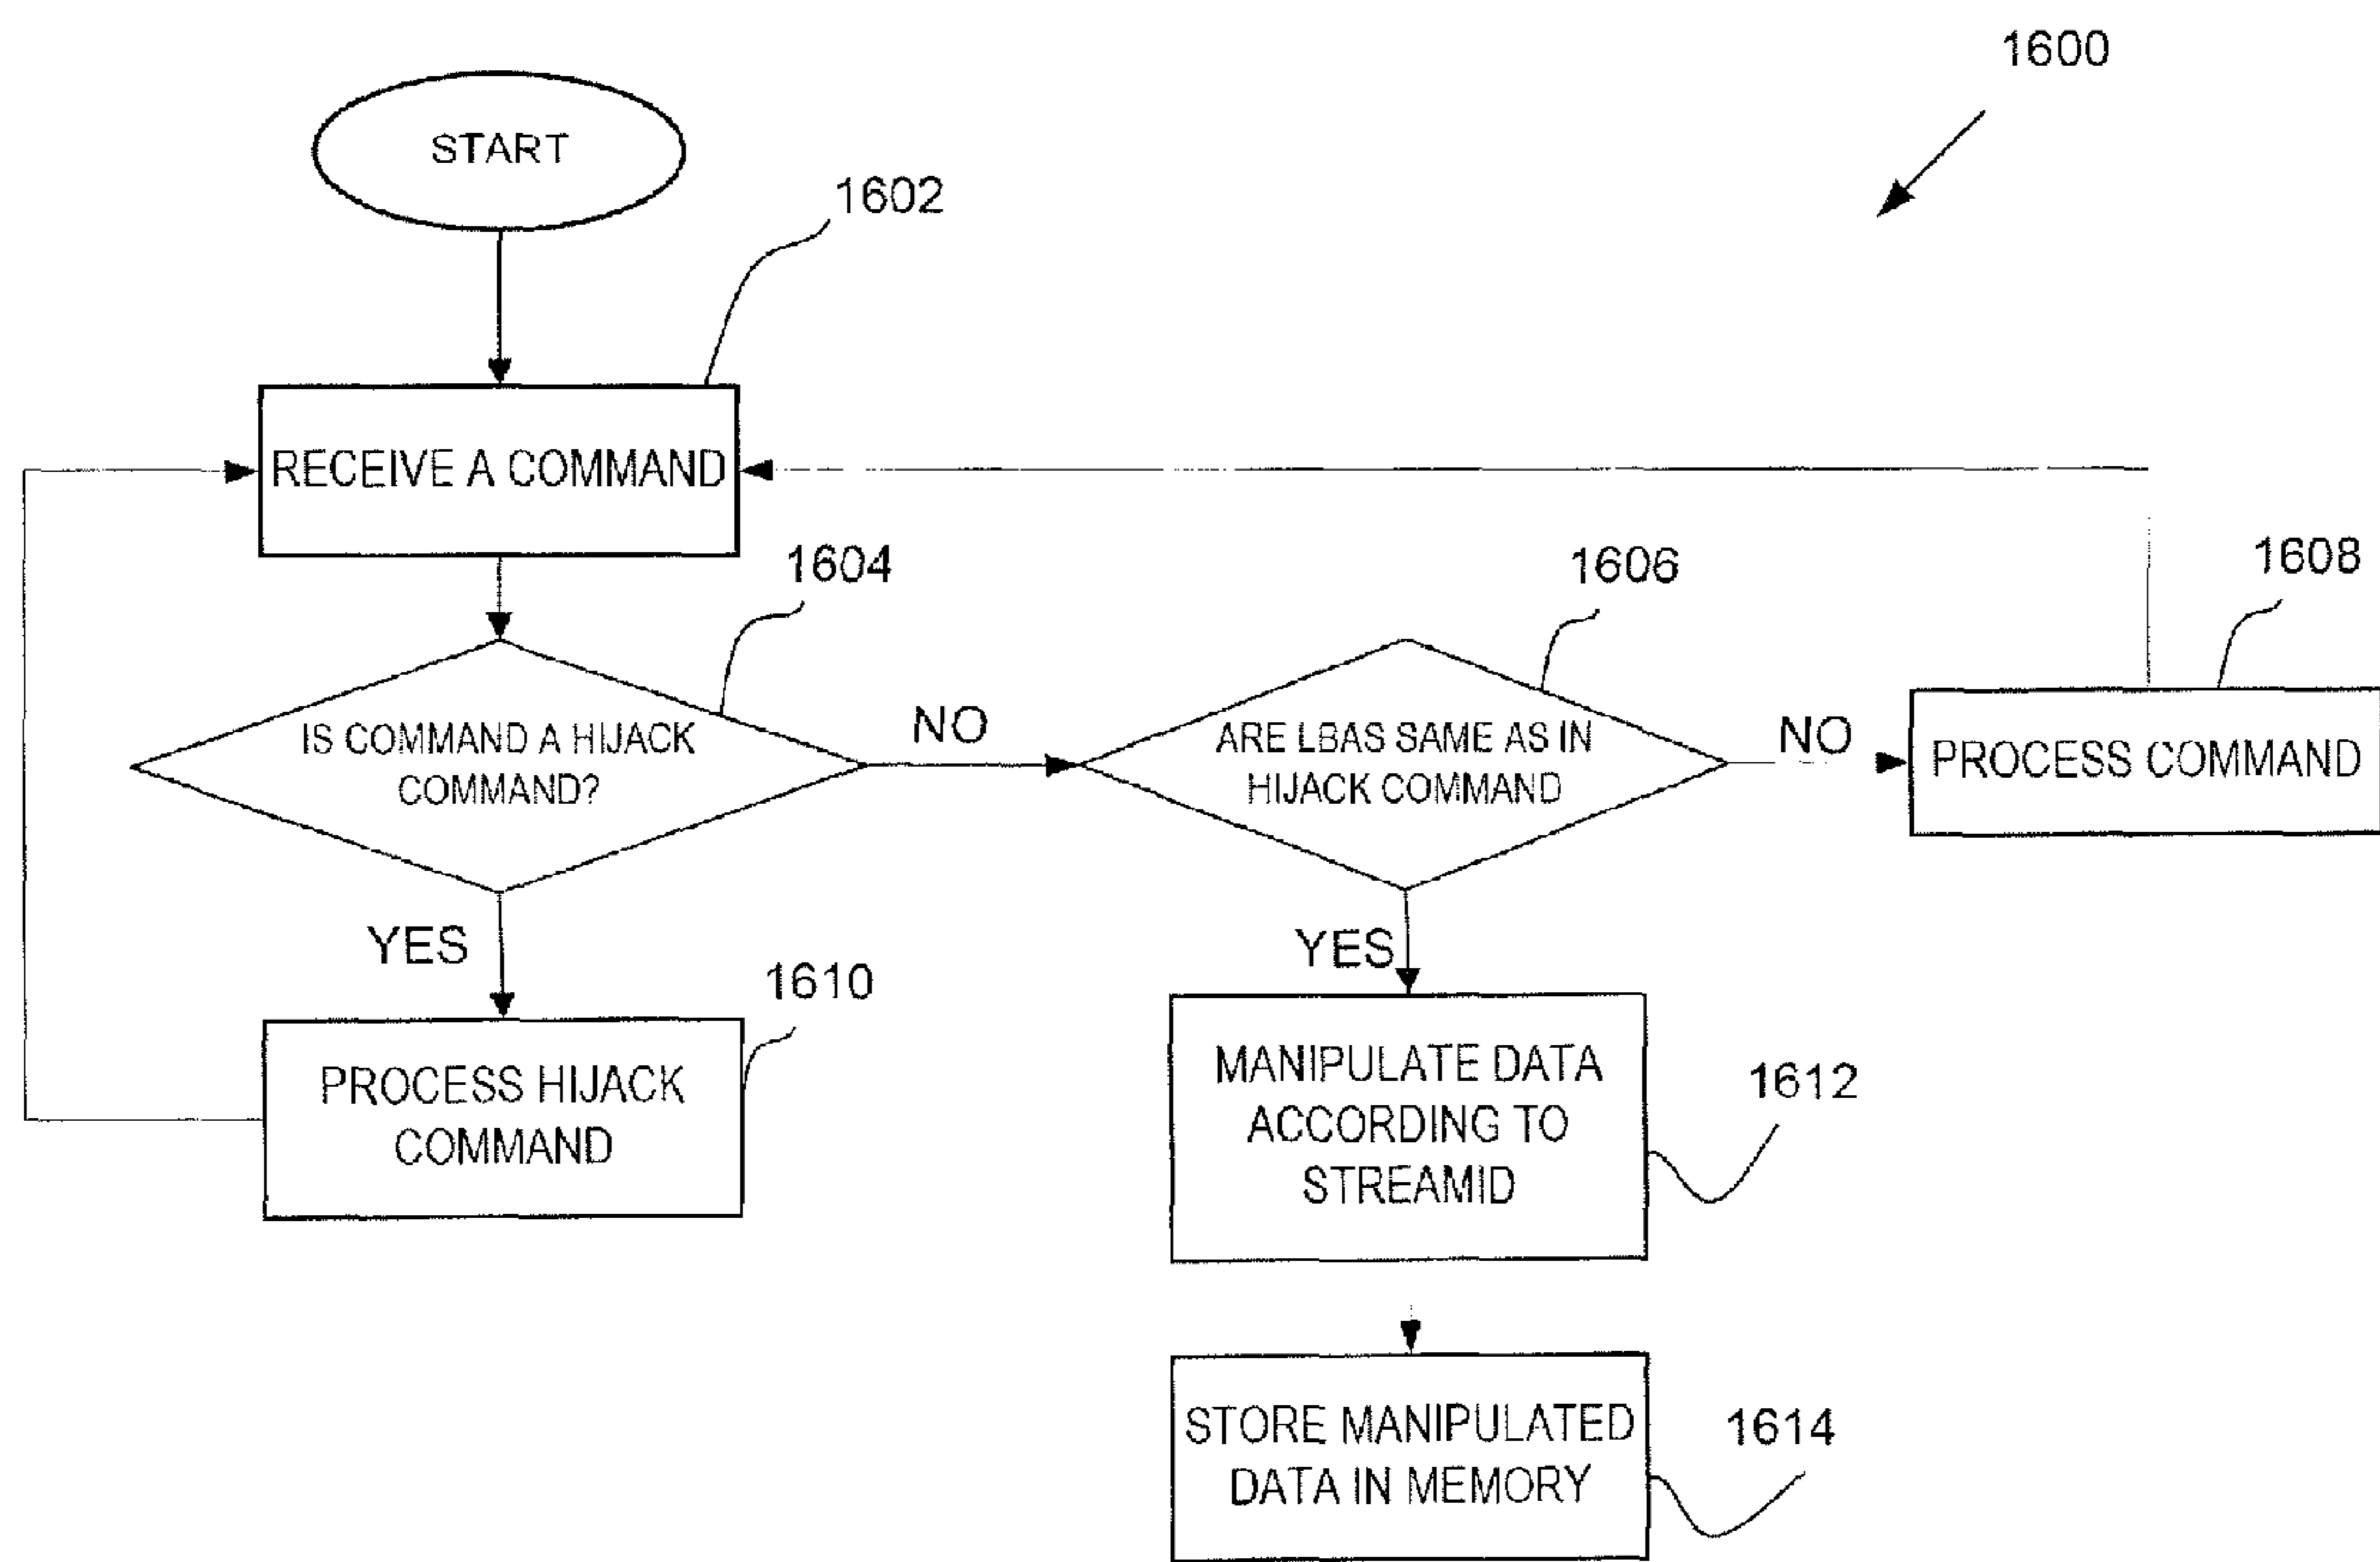 1600
START
1602
RECEIVE A COMMAND
1604
1606
1608
IS COMMAND A HIJACK
COMMAND?
NO
ARE LBAS SAME AS IN
HIJACK COMMAND
NO
PROCESS COMMAND
YES
YES
1610
PROCESS HIJACK
COMMAND
MANIPULATE DATA
ACCORDING TO
STREAMID
1612
STORE MANIPULATED
DATA IN MEMORY
1614